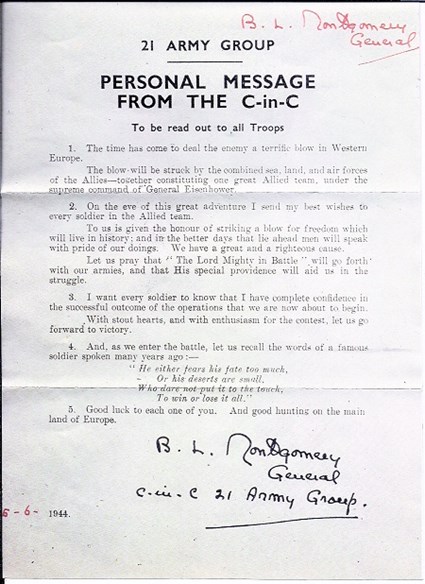 B. L. Montgomery
General
21 ARMY GROUP
PERSONAL MESSAGE
FROM THE C-in-C
To be read out to all Troops
1. The time has come to deal the enemy a terrific blow in Western
Europe.
The blow will be struck by the combined sea, land, and air forces
of the Allies—together constituting one great Allied team, under the
supreme command of General Eisenhower.
2. On the eve of this great adventure I send my best wishes to
every soldier in the Allied team.
To us is given the honour of striking a blow for freedom which
will live in history; and in the better days that lie ahead men will speak
with pride of our doings. We have a great and righteous cause.
Let us pray that " The Lord Mighty in Battle " will go forth
with our armies, and that His special providence will aid us in the
struggle.
3. I want every soldier to know that I have complete confidence in
the successful outcome of the operations that we are now about to begin.
With stout hearts, and with enthusiasm for the contest, let us go
forward to victory.
4. And, as we enter the battle, let us recall the words of a famous
soldier spoken many years ago :—
" He either fears his fate too much,
Or his deserts are small,
Who dare not put it to the touch,
To win or lose it all."
5. Good luck to each one of you. And good hunting on the main
land of Europe.
B. L. Montgomery
General
C-in-C 21 Army Group.
5-6- 1944.